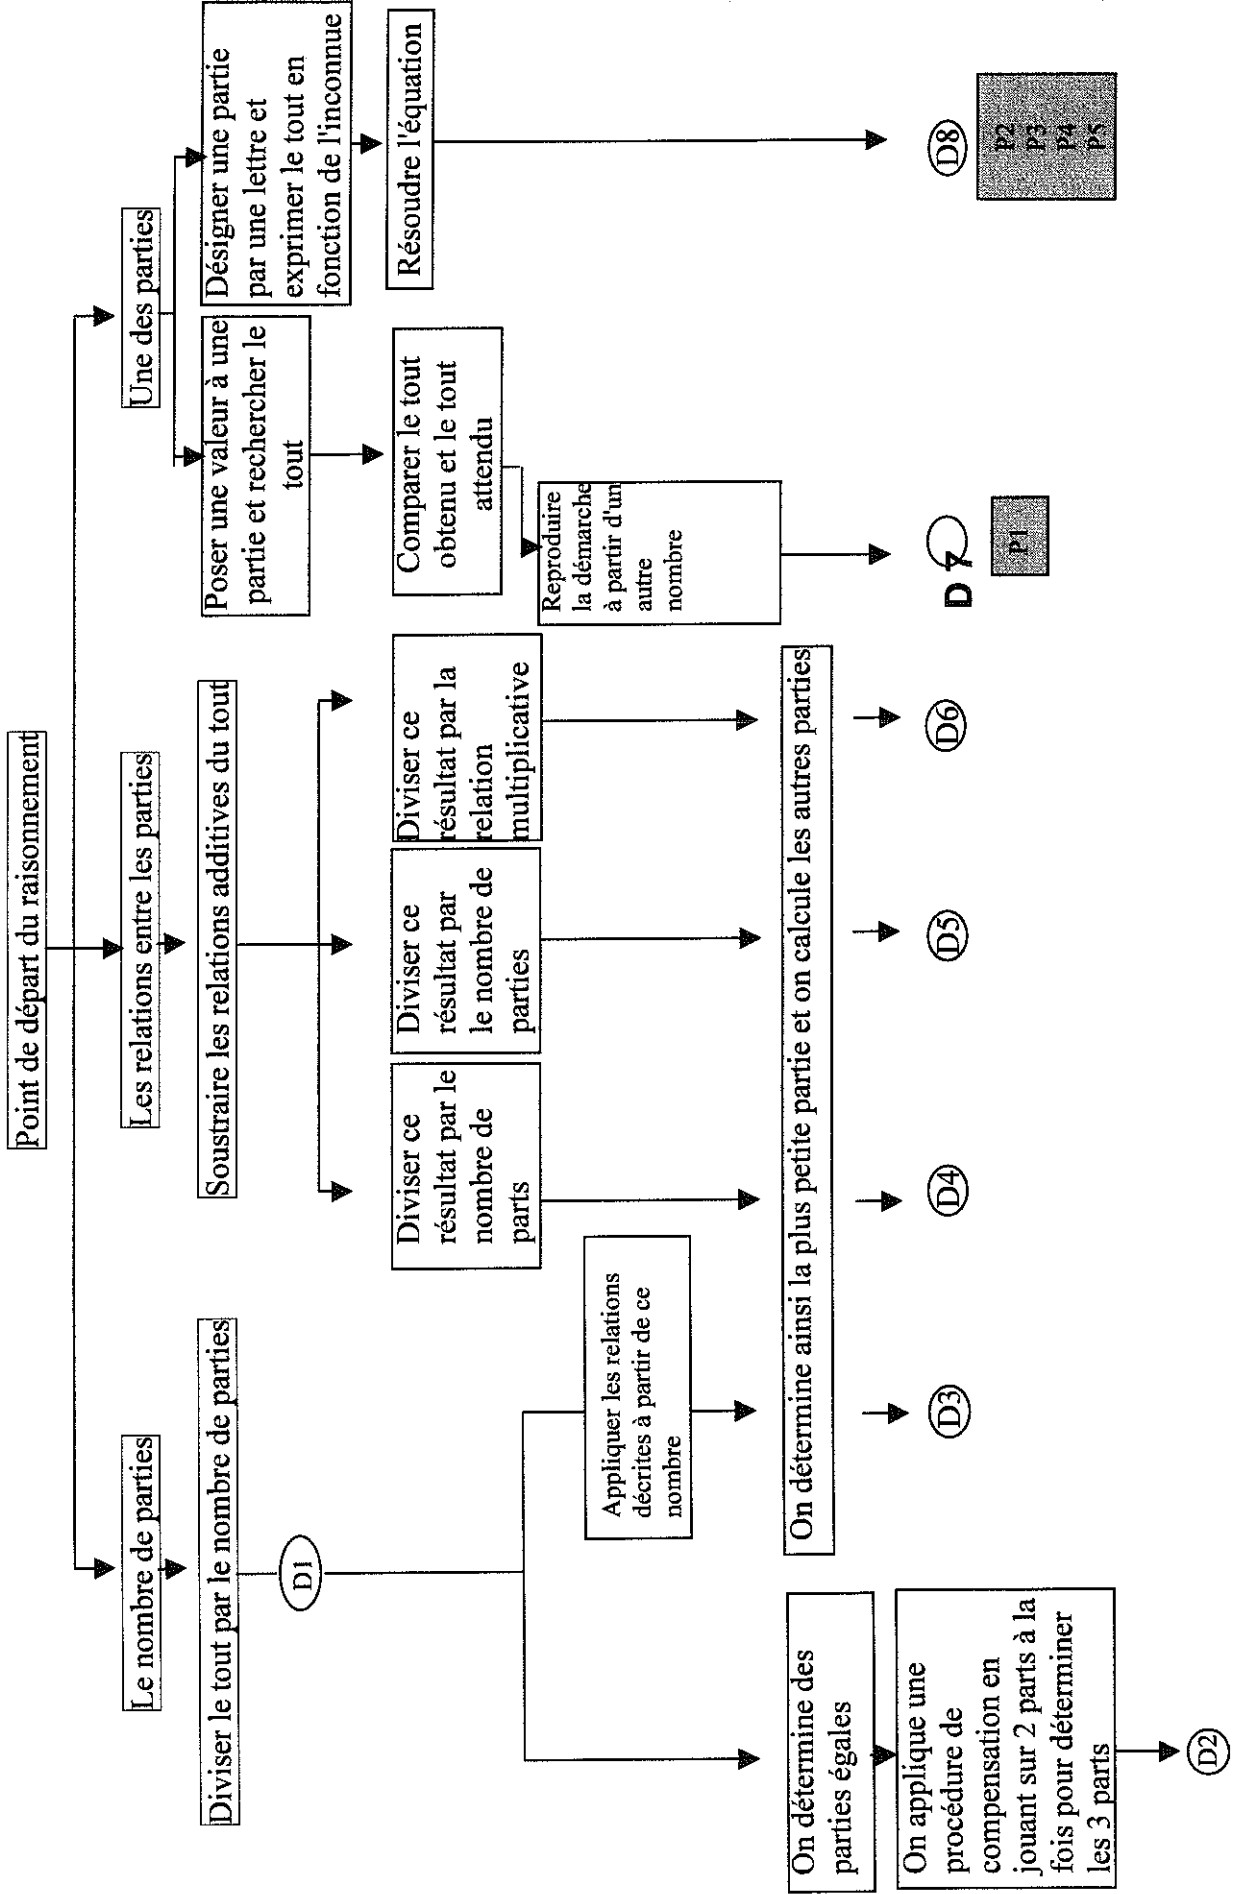 Point de départ du raisonnement
Le nombre de parties
Les relations entre les parties
Une des parties
Diviser le tout par le nombre de parties
D1
Soustraire les relations additives du tout
Poser une valeur à une
partie et rechercher le
tout
Désigner une partie
par une lettre et
exprimer le tout en
fonction de l'inconnue
Diviser ce
résultat par le
nombre de
parts
Diviser ce
résultat par
le nombre de
parties
Diviser ce
résultat par la
relation
multiplicative
Comparer le tout
obtenu et le tout
attendu
Résoudre l'équation
Appliquer les relations
décrites à partir de ce
nombre
Reproduire
la démarche
à partir d'un
autre
nombre
On détermine des
parties égales
On détermine ainsi la plus petite partie et on calcule les autres parties
On applique une
procédure de
compensation en
jouant sur 2 parts à la
fois pour déterminer
les 3 parts
D2
D3
D4
D5
D6
D 7
P1
D8
P2
P3
P4
P5